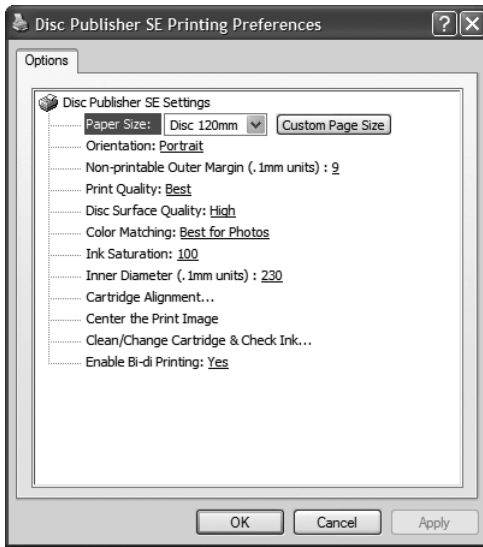 Disc Publisher SE Printing Preferences
Options
Disc Publisher SE Settings
Paper Size: Disc 120mm Custom Page Size
Orientation: Portrait
Non-printable Outer Margin (.1mm units) : 9
Print Quality: Best
Disc Surface Quality: High
Color Matching: Best for Photos
Ink Saturation: 100
Inner Diameter (.1mm units) : 230
Cartridge Alignment...
Center the Print Image
Clean/Change Cartridge & Check Ink...
Enable Bi-di Printing: Yes
OK Cancel Apply